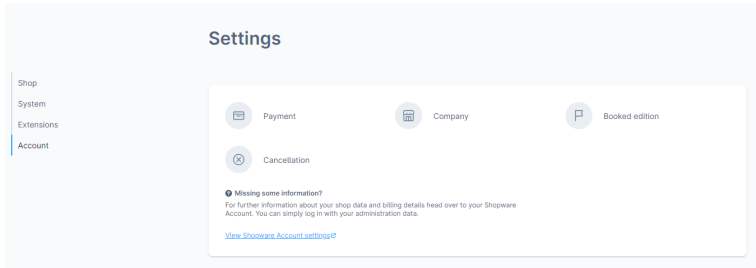 Settings
Shop
System
Extensions
Account
Payment
Company
Booked edition
Cancellation
Missing some information?
For further information about your shop data and billing details head over to your Shopware
Account. You can simply log in with your administration data.
View Shopware Account settings